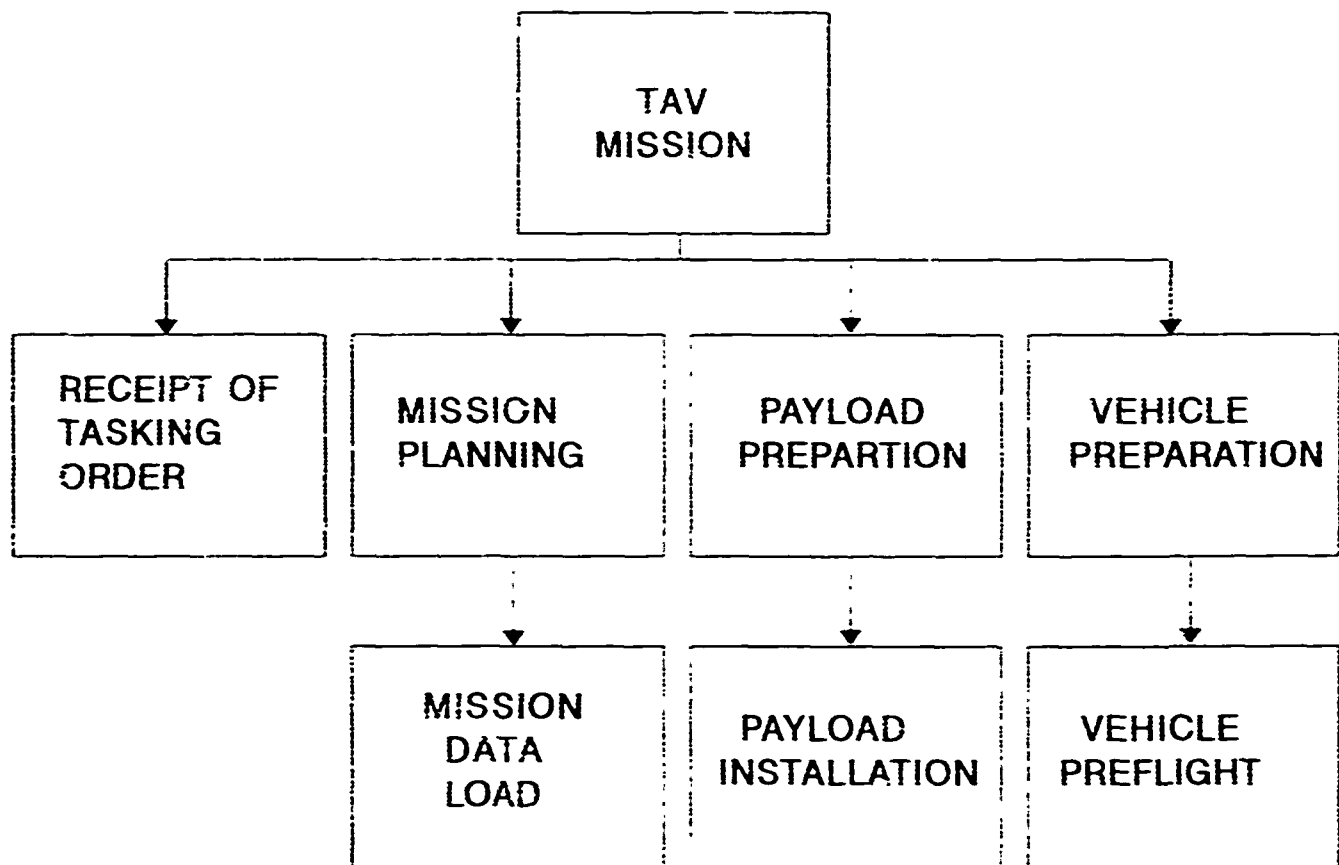 TAV
MISSION
RECEIPT OF
TASKING
ORDER
MISSION
PLANNING
PAYLOAD
PREPARTION
VEHICLE
PREPARATION
MISSION
DATA
LOAD
PAYLOAD
INSTALLATION
VEHICLE
PREFLIGHT